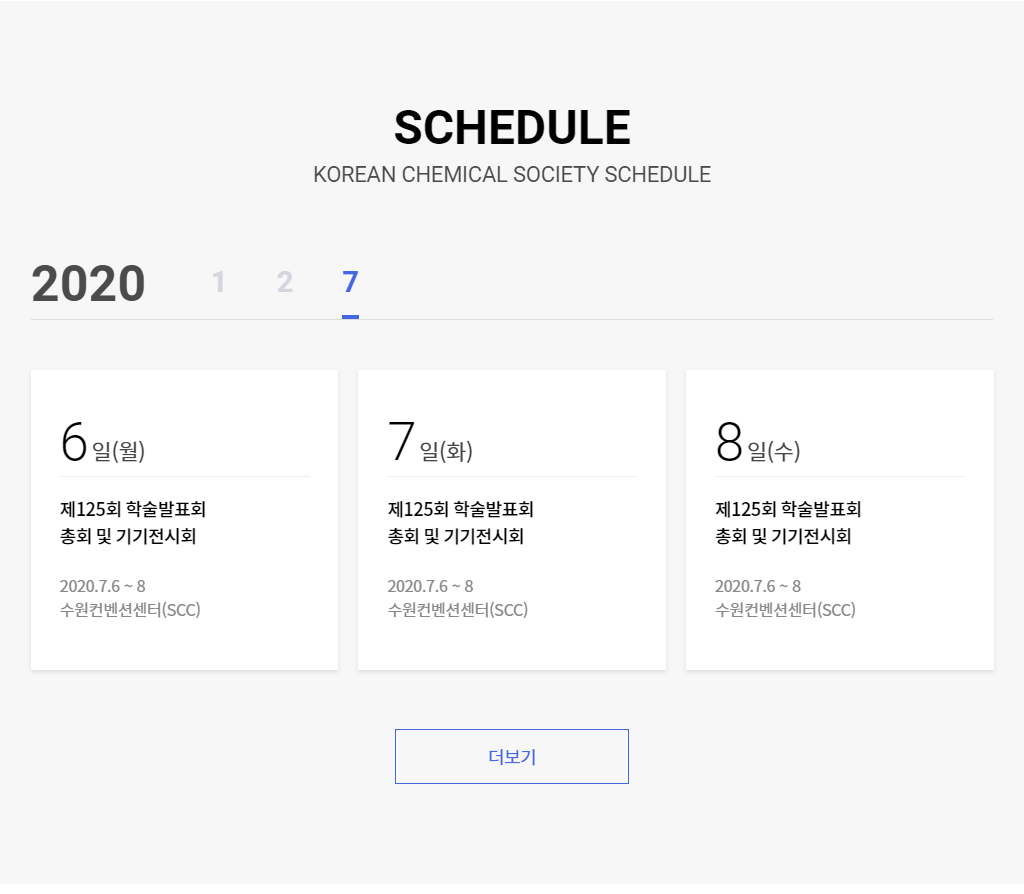 SCHEDULE
KOREAN CHEMICAL SOCIETY SCHEDULE
2020 1 2 7
6 일(월)
제125회 학술발표회
총회 및 기기전시회
2020.7.6 ~ 8
수원컨벤션센터(SCC)
7 일(화)
제125회 학술발표회
총회 및 기기전시회
2020.7.6 ~ 8
수원컨벤션센터(SCC)
8 일(수)
제125회 학술발표회
총회 및 기기전시회
2020.7.6 ~ 8
수원컨벤션센터(SCC)
더보기